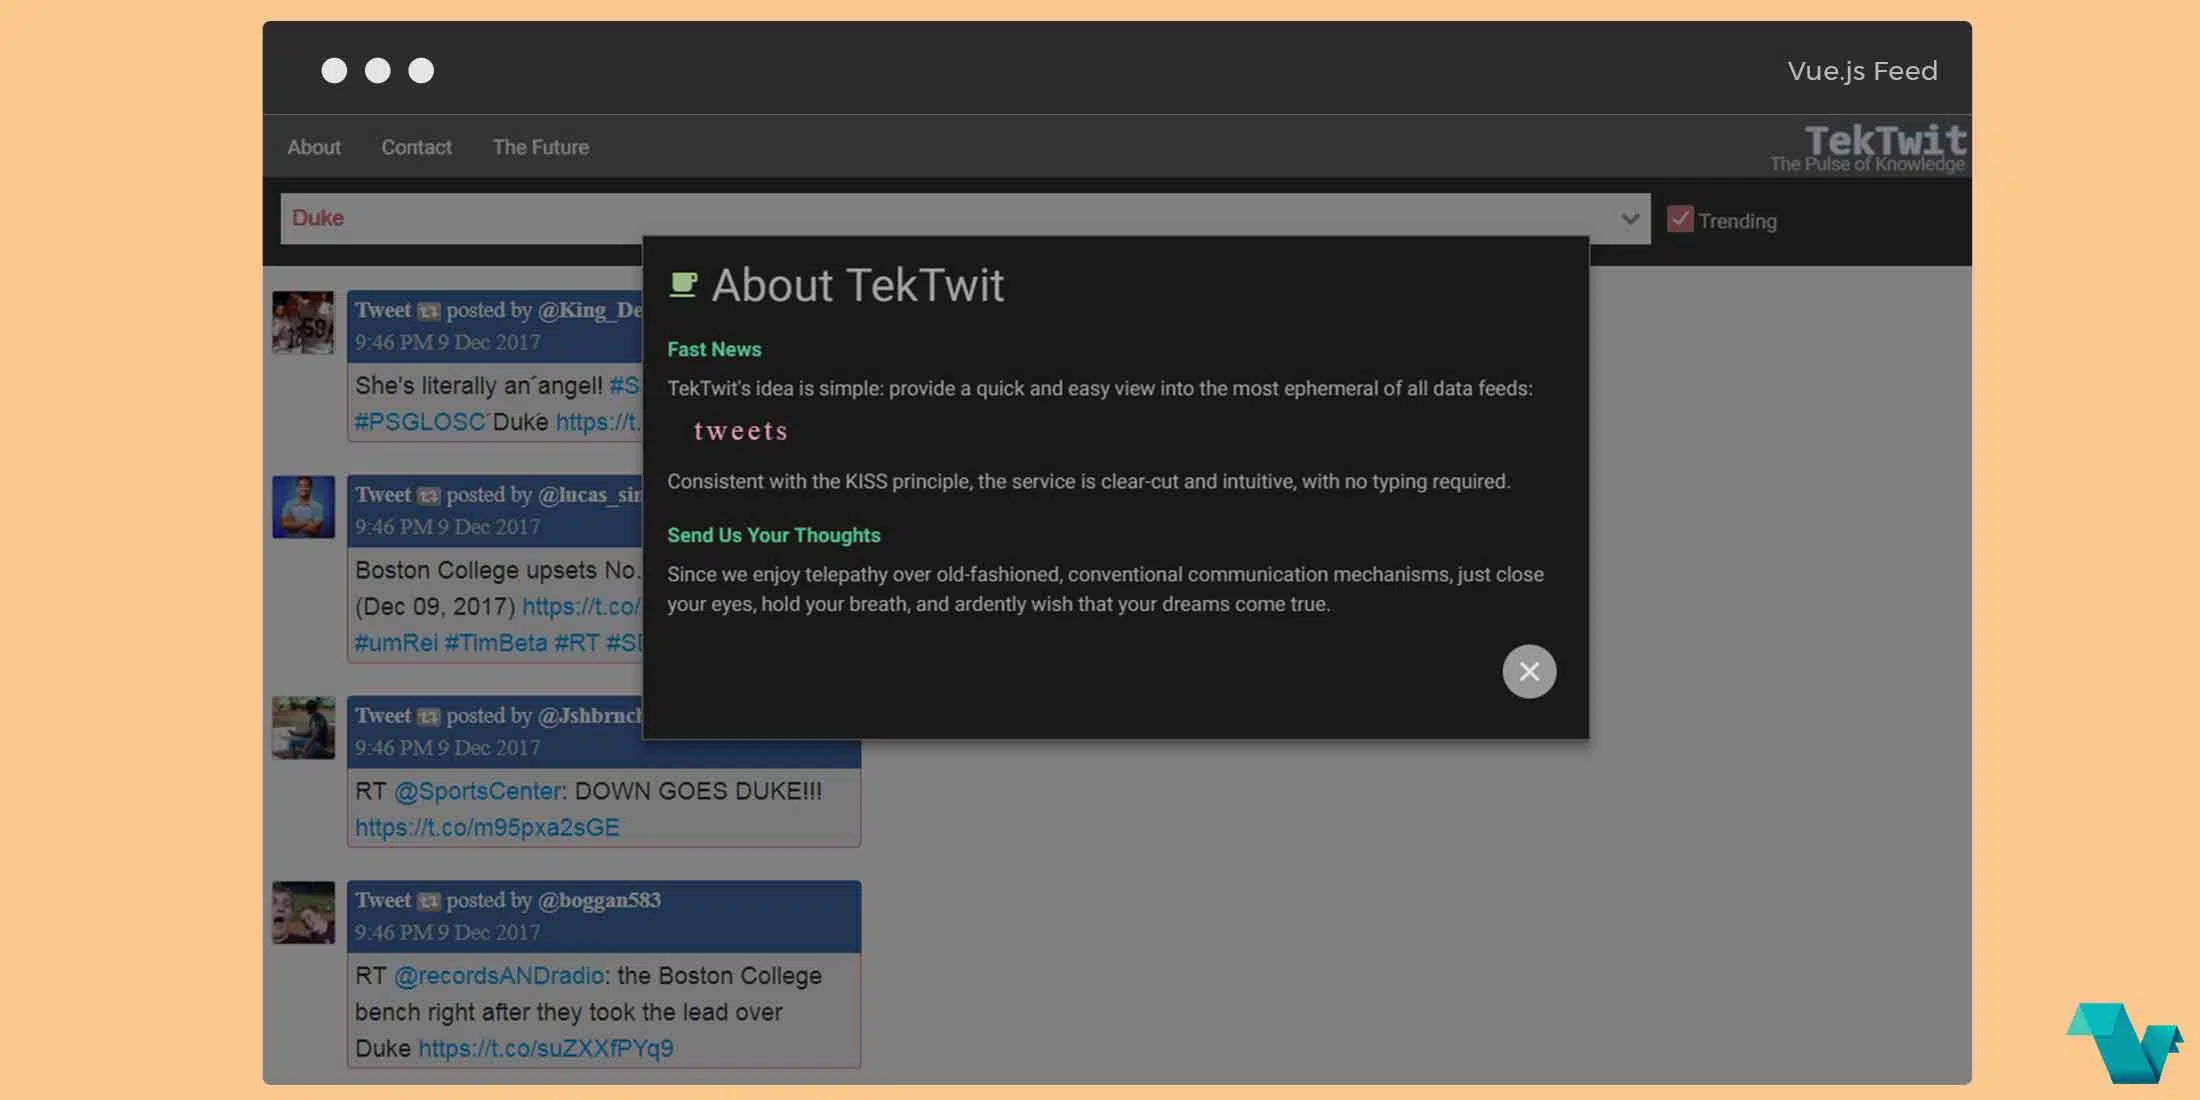 Vue.js Feed
About Contact The Future
TekTwit
The Pulse of Knowledge
Duke
Trending
Tweet posted by @King_De
9:46 PM 9 Dec 2017
She's literally an´angel! #S
#PSGLOSC´Duke https://t.
Tweet posted by @lucas_sin
9:46 PM 9 Dec 2017
Boston College upsets No.
(Dec 09, 2017) https://t.co/
#umRei #TimBeta #RT #SD
Tweet posted by @Jshbrnch
9:46 PM 9 Dec 2017
RT @SportsCenter: DOWN GOES DUKE!!!
https://t.co/m95pxa2sGE
Tweet posted by @boggan583
9:46 PM 9 Dec 2017
RT @recordsANDradio: the Boston College
bench right after they took the lead over
Duke https://t.co/suZXXfPYq9
About TekTwit
Fast News
TekTwit's idea is simple: provide a quick and easy view into the most ephemeral of all data feeds:
tweets
Consistent with the KISS principle, the service is clear-cut and intuitive, with no typing required.
Send Us Your Thoughts
Since we enjoy telepathy over old-fashioned, conventional communication mechanisms, just close
your eyes, hold your breath, and ardently wish that your dreams come true.